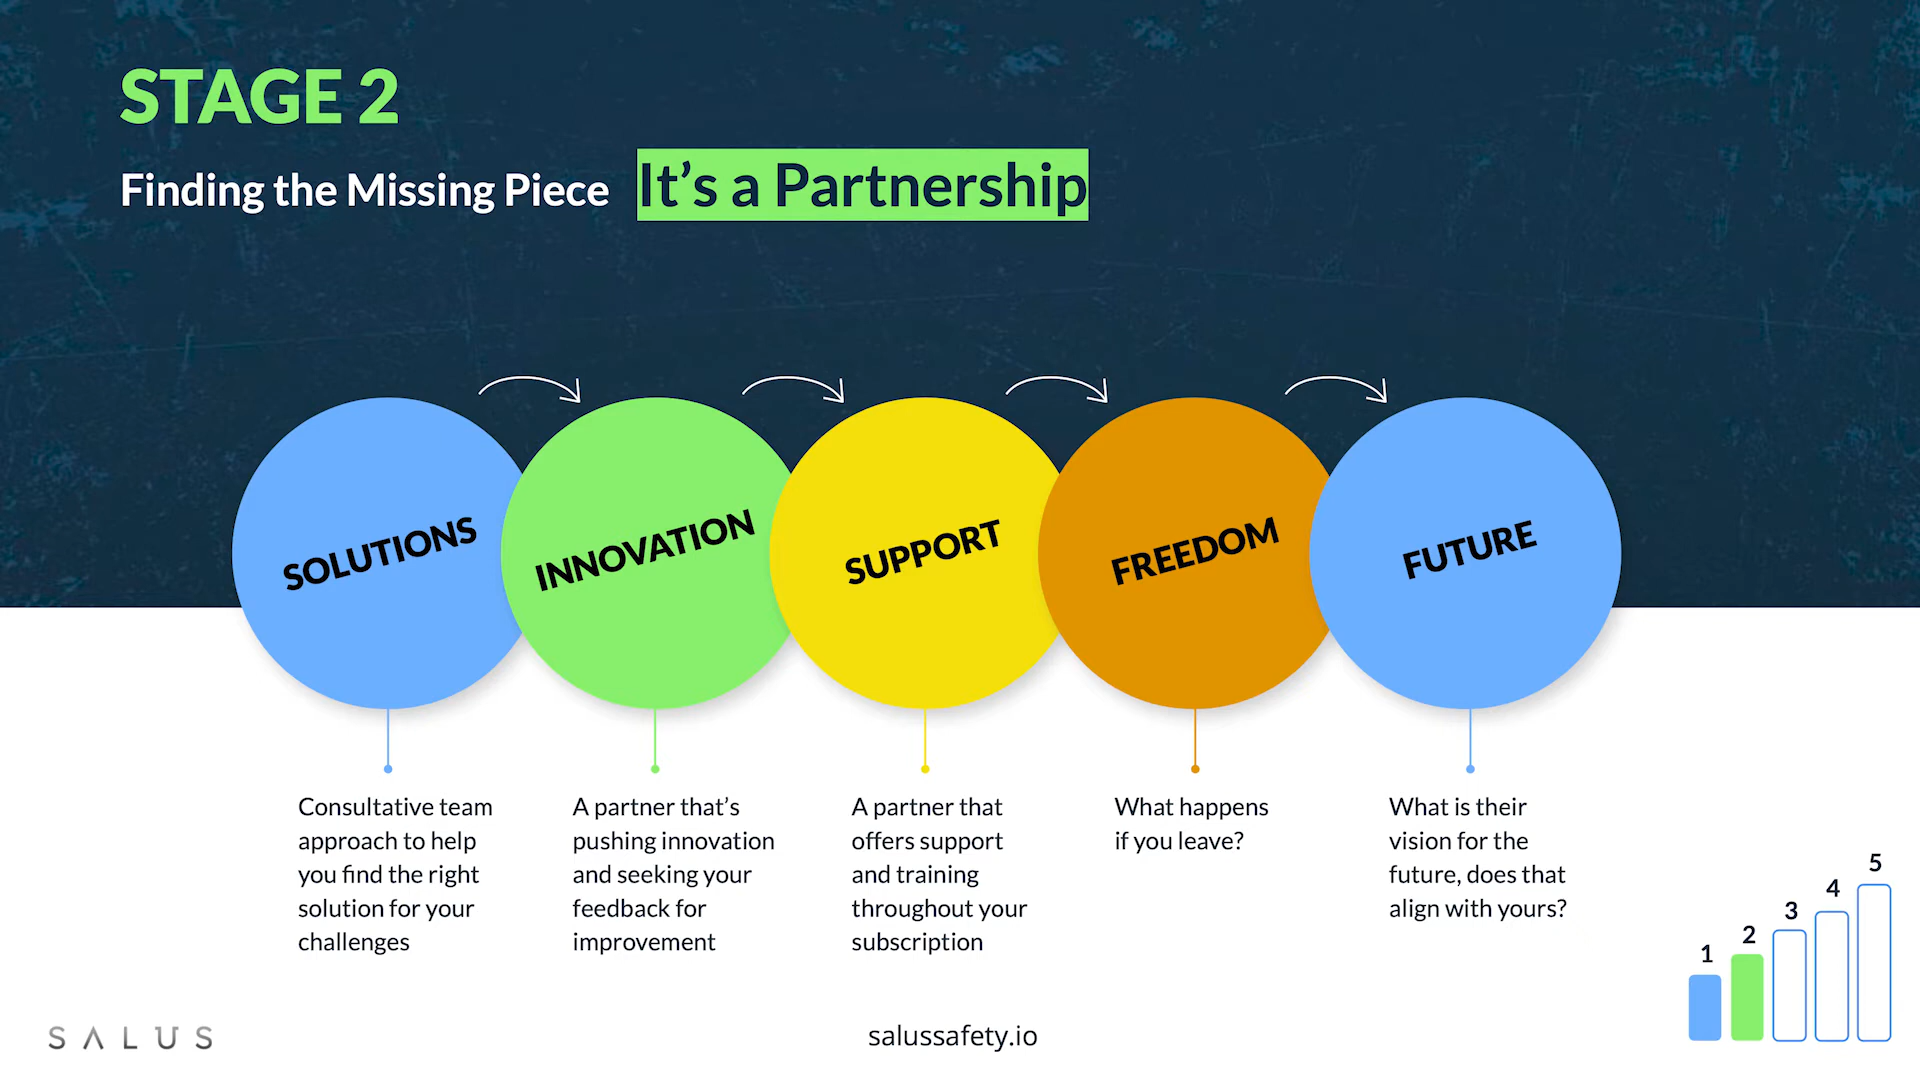 STAGE 2
Finding the Missing Piece It’s a Partnership
SOLUTIONS
INNOVATION
SUPPORT
FREEDOM
FUTURE
Consultative team
approach to help
you find the right
solution for your
challenges
A partner that’s
pushing innovation
and seeking your
feedback for
improvement
A partner that
offers support
and training
throughout your
subscription
What happens
if you leave?
What is their
vision for the
future, does that
align with yours?
1
2
3
4
5
SALUS
salussafety.io